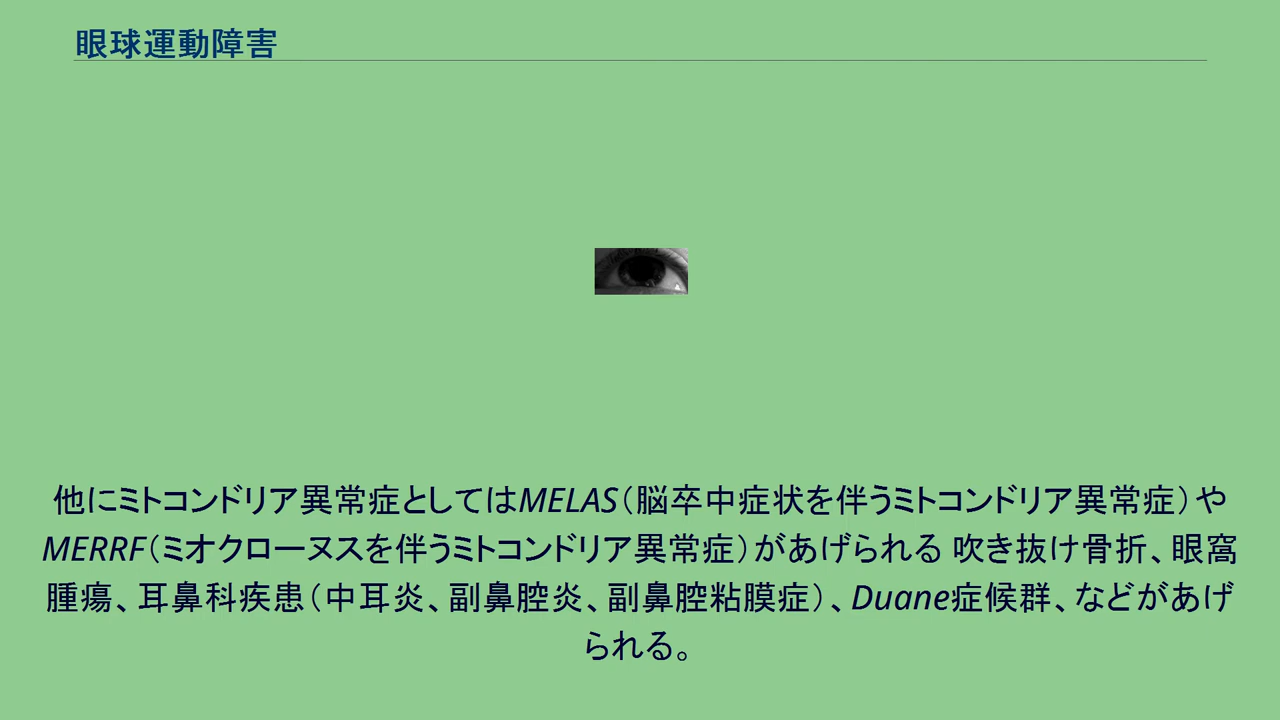 眼球運動障害
他にミトコンドリア異常症としてはMELAS（脳卒中症状を伴うミトコンドリア異常症）や
MERRF（ミオクローヌスを伴うミトコンドリア異常症）があげられる 吹き抜け骨折、眼窩
腫瘍、耳鼻科疾患（中耳炎、副鼻腔炎、副鼻腔粘膜症）、Duane症候群、などがあげ
られる。